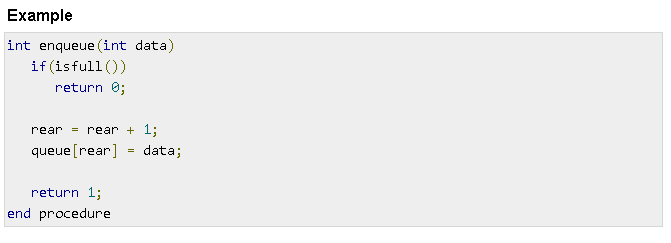 Example
int enqueue(int data)
   if(isfull())
      return 0;
   rear = rear + 1;
   queue[rear] = data;
   return 1;
end procedure